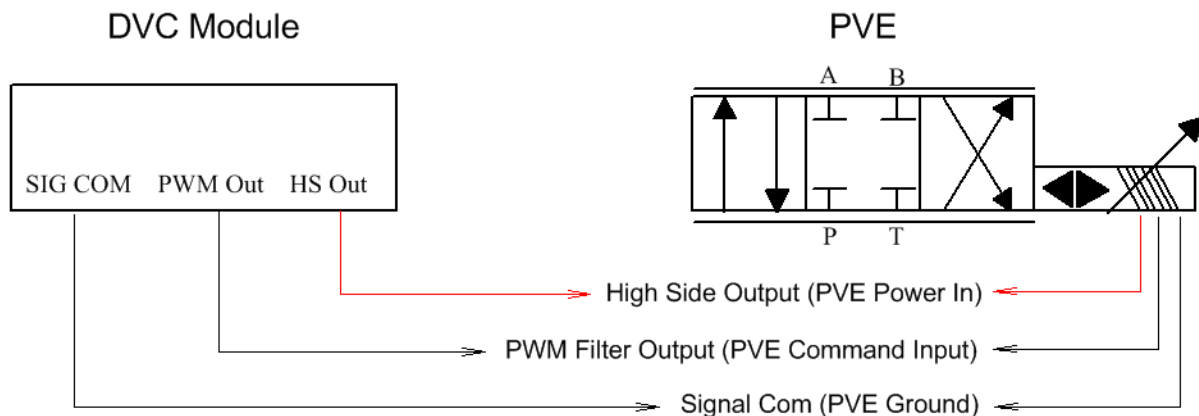 DVC Module
PVE
A B
SIG COM PWM Out HS Out
P T
High Side Output (PVE Power In)
PWM Filter Output (PVE Command Input)
Signal Com (PVE Ground)